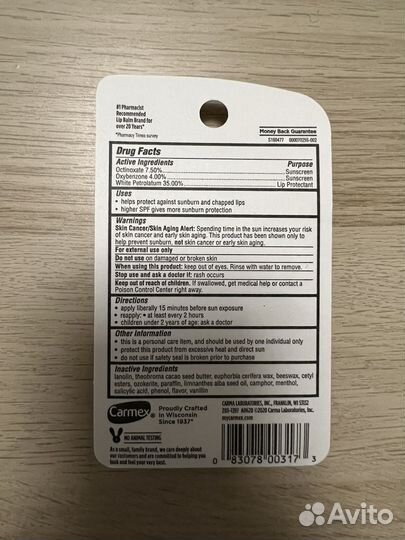 #1 Pharmacist
Recommended
Lip Balm Brand for
over 20 Years*
*Pharmacy Times survey
Money Back Guarantee
Drug Facts
Active Ingredients Purpose
Octinoxate 7.50% Sunscreen
Oxybenzone 4.00% Sunscreen
White Petrolatum 35.00% Lip Protectant
Uses
• helps protect against sunburn and chapped lips
• higher SPF gives more sunburn protection
Warnings
Skin Cancer/Skin Aging Alert: Spending time in the sun increases your risk
of skin cancer and early skin aging. This product has been shown only to
help prevent sunburn, not skin cancer or early skin aging.
For external use only
Do not use on damaged or broken skin
When using this product: keep out of eyes. Rinse with water to remove.
Stop use and ask a doctor if: rash occurs
Keep out of reach of children. If swallowed, get medical help or contact a
Poison Control Center right away.
Directions
• apply liberally 15 minutes before sun exposure
• reapply: • at least every 2 hours
• children under 2 years of age: ask a doctor
Other Information
• this is a personal care item, and should be used by one individual only
• protect this product from excessive heat and direct sun
• do not use if safety seal is broken prior to purchase
Inactive Ingredients
lanolin, theobroma cacao seed butter, euphorbia cerifera wax, beeswax, cetyl
esters, ozokerite, paraffin, limnanthes alba seed oil, camphor, menthol,
salicylic acid, phenol, flavor, vanillin
Carmex®
Proudly Crafted
in Wisconsin
Since 1937*
NO ANIMAL TESTING
As a small, family brand, we care deeply about
our customers and are committed to helping you
look and feel your very best.
CARMA LABORATORIES, INC., FRANKLIN, WI 53132
©2020 Carma Laboratories, Inc.
mycarmex.com
0 83078 00317 3
Avito